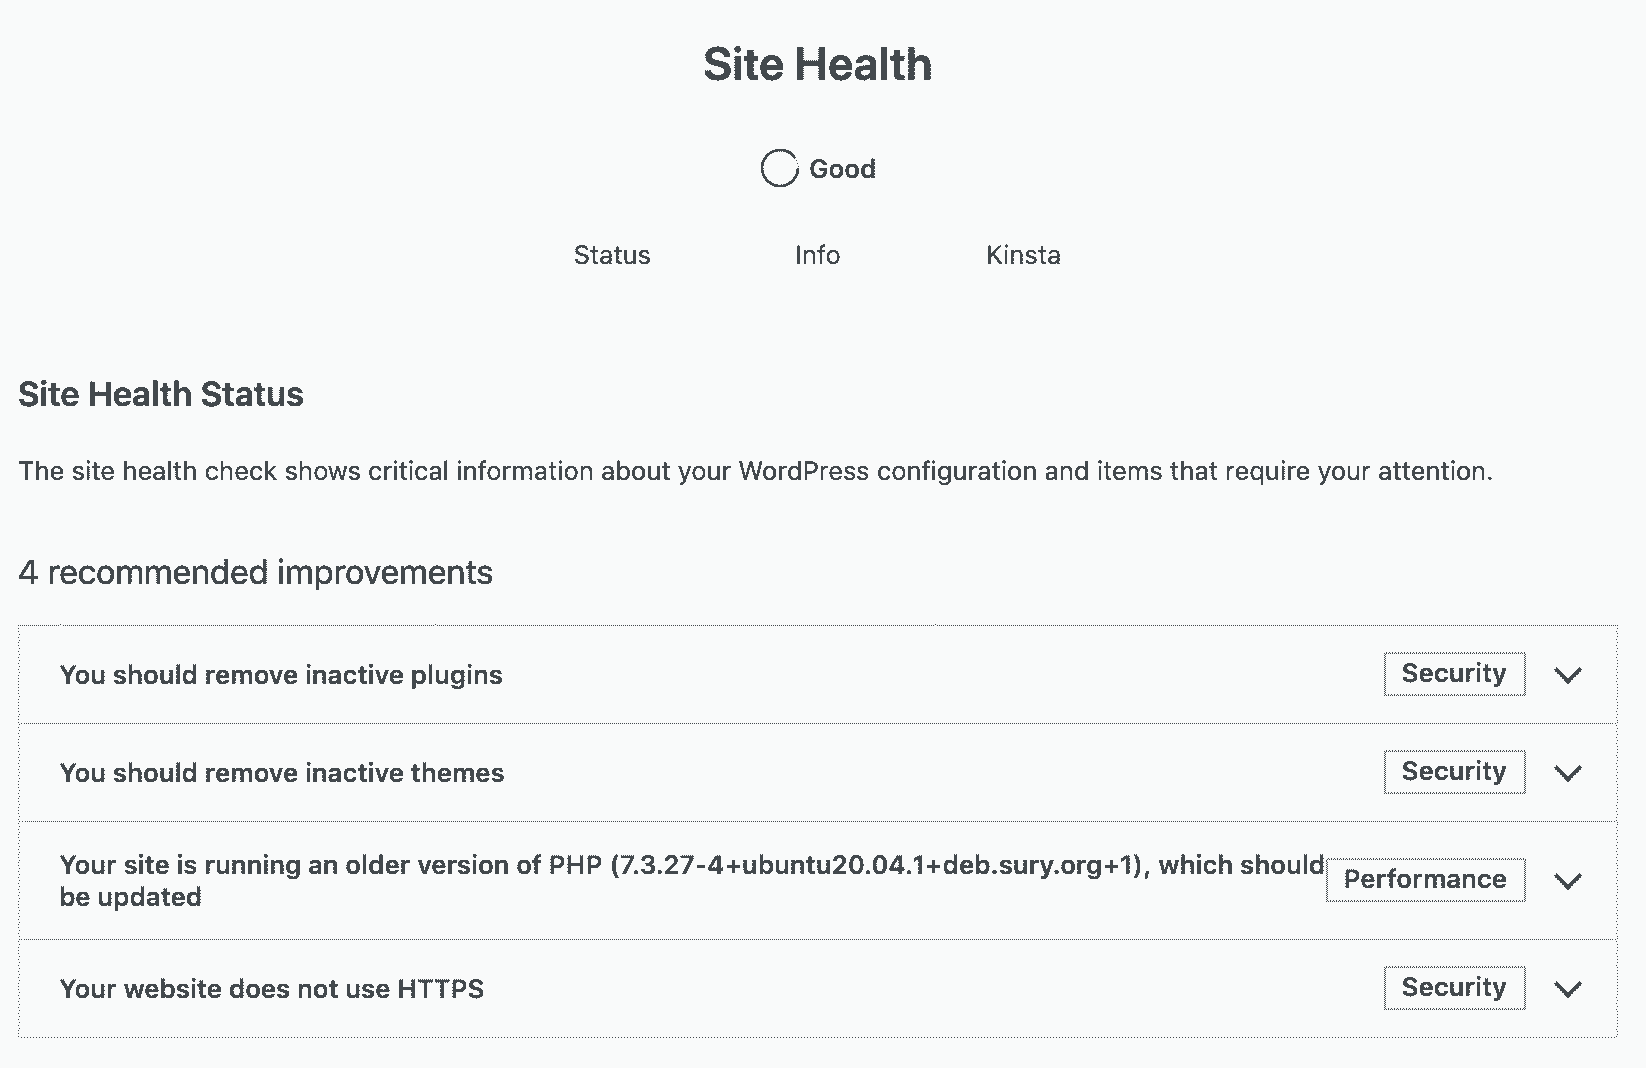 Site Health
Good
Status Info Kinsta
Site Health Status
The site health check shows critical information about your WordPress configuration and items that require your attention.
4 recommended improvements
You should remove inactive plugins Security
You should remove inactive themes Security
Your site is running an older version of PHP (7.3.27-4+ubuntu20.04.1+deb.sury.org+1), which should
be updated
Performance
Your website does not use HTTPS Security